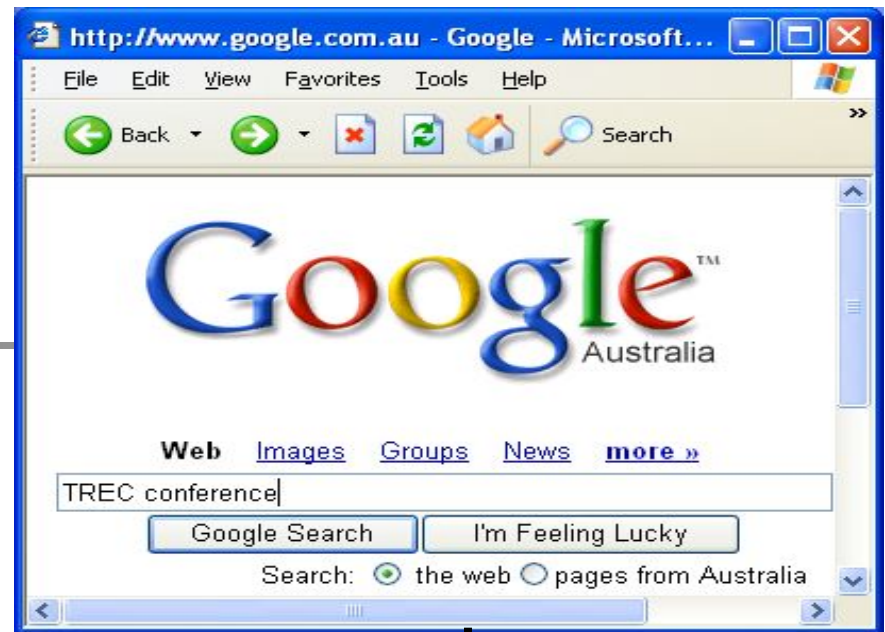 http://www.google.com.au - Google - Microsoft...
File Edit View Favorites Tools Help
Back Search
Google™
Australia
Web Images Groups News more »
TREC conference
Google Search I'm Feeling Lucky
Search: the web pages from Australia